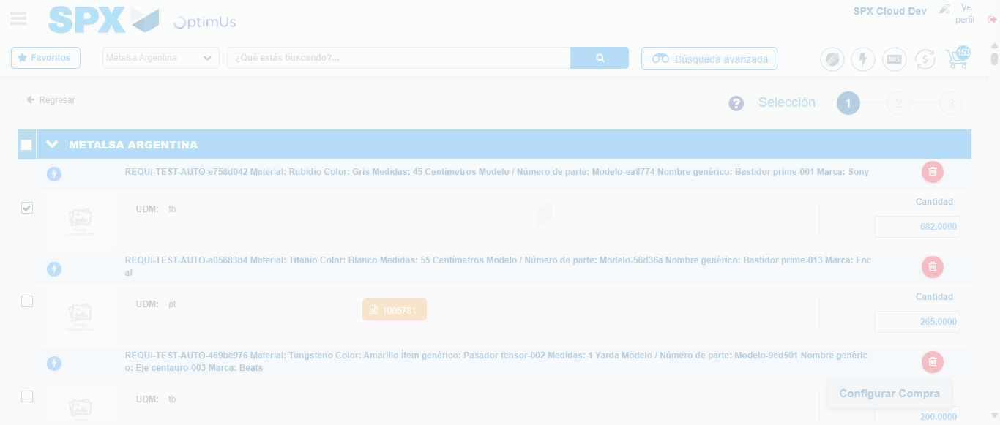 SPX
OptimUs
SPX Cloud Dev
Ve
perfil
Favoritos
Metalsa Argentina
¿Qué estás buscando?...
Búsqueda avanzada
153
Regresar
Selección
1
2
3
METALSA ARGENTINA
REQUI-TEST-AUTO-e758d042 Material: Rubidio Color: Gris Medidas: 45 Centímetros Modelo / Número de parte: Modelo-ea8774 Nombre genérico: Bastidor prime-001 Marca: Sony
UDM: tb
Cantidad
682.0000
REQUI-TEST-AUTO-a05683b4 Material: Titanio Color: Blanco Medidas: 55 Centímetros Modelo / Número de parte: Modelo-56d36a Nombre genérico: Bastidor prime-013 Marca: Foc
al
UDM: pt
1005781
Cantidad
265.0000
REQUI-TEST-AUTO-469be976 Material: Tungsteno Color: Amarillo Ítem genérico: Pasador tensor-002 Medidas: 1 Yarda Modelo / Número de parte: Modelo-9ed501 Nombre genéric
o: Eje centauro-003 Marca: Beats
UDM: tb
Configurar Compra
200.0000